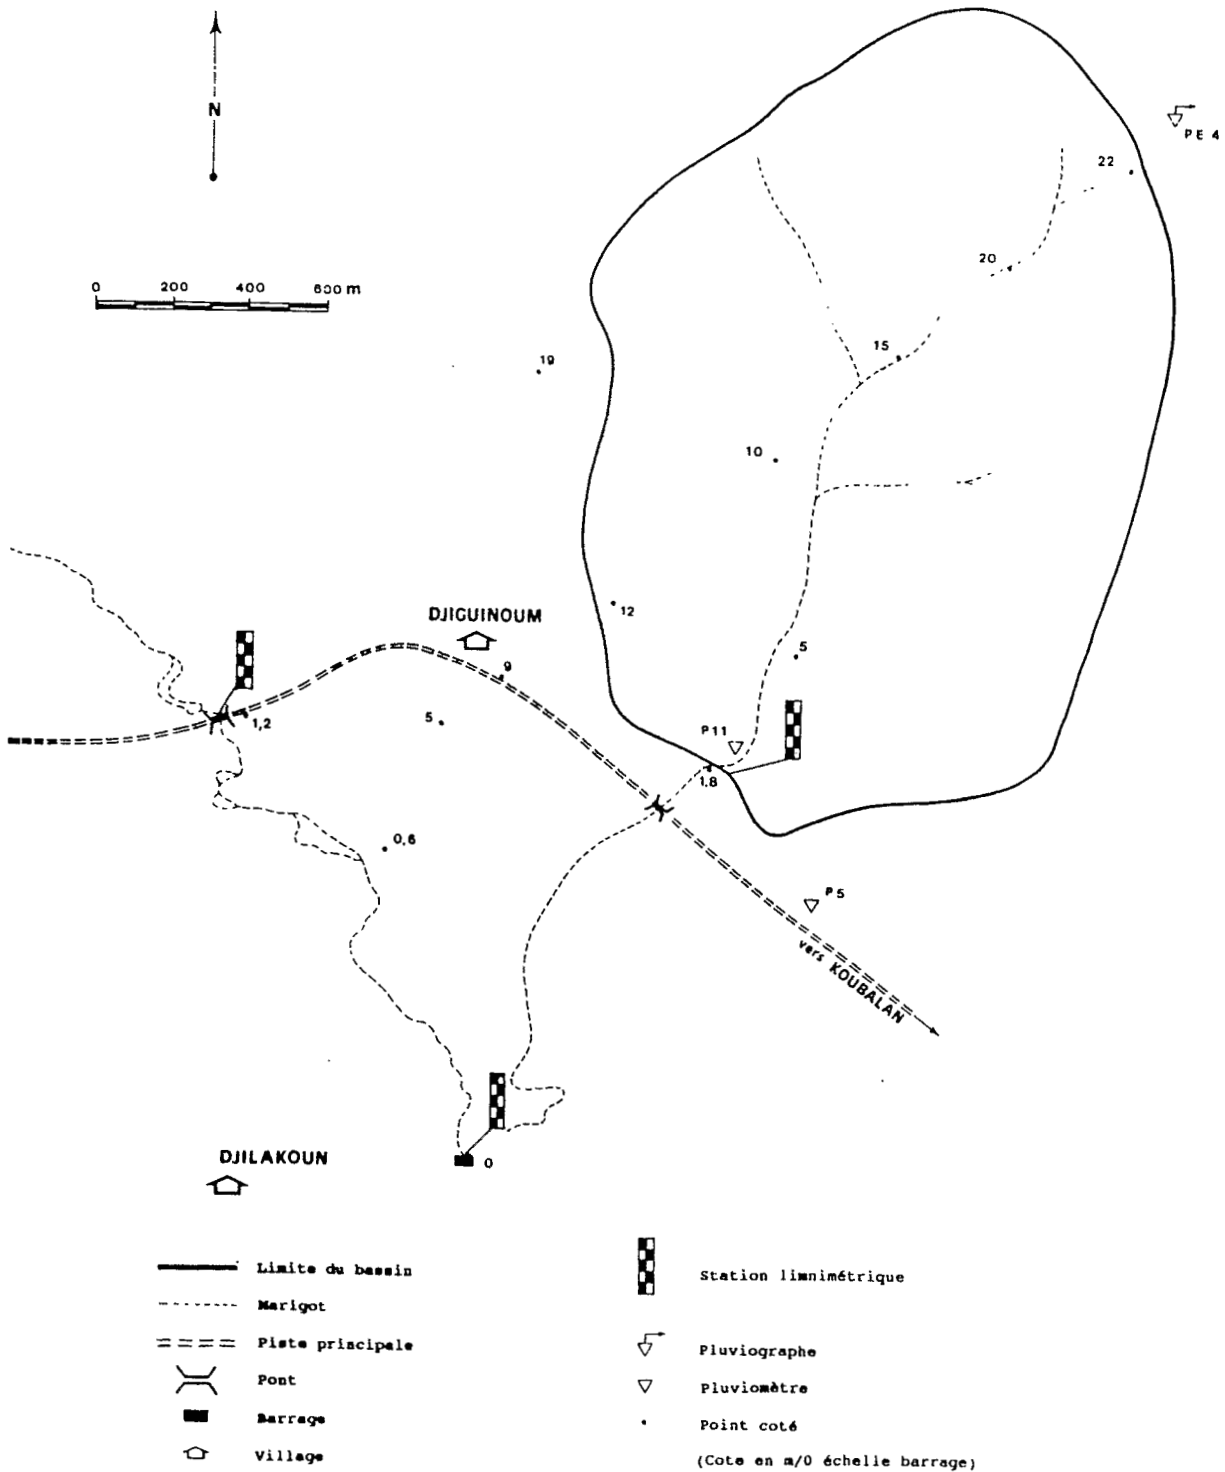 N
PE 4
22
20
0 200 400 600 m
19
15
10
12
DJIGUINOUM
9
5
5
1,2
P11
1,8
0,6
P5
vers KOUBALAN
DJILAKOUN
0
Limite du bassin
Marigot
Piste principale
Pont
Barrage
Village
Station limnimétrique
Pluviographe
Pluviomètre
Point coté
(Cote en m/0 échelle barrage)